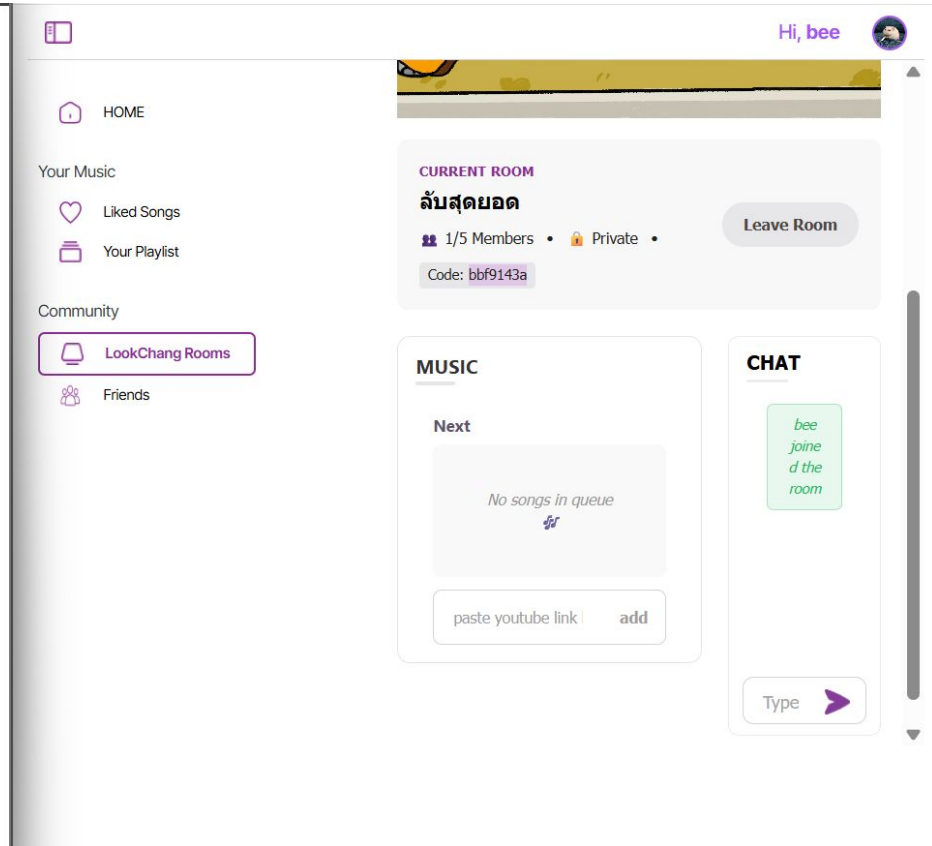 Hi, bee
HOME
Your Music
Liked Songs
Your Playlist
Community
LookChang Rooms
Friends
CURRENT ROOM
ลับสุดยอด
1/5 Members • Private •
Code: bbf9143a
Leave Room
MUSIC
Next
No songs in queue
paste youtube link
add
CHAT
bee
joine
d the
room
Type